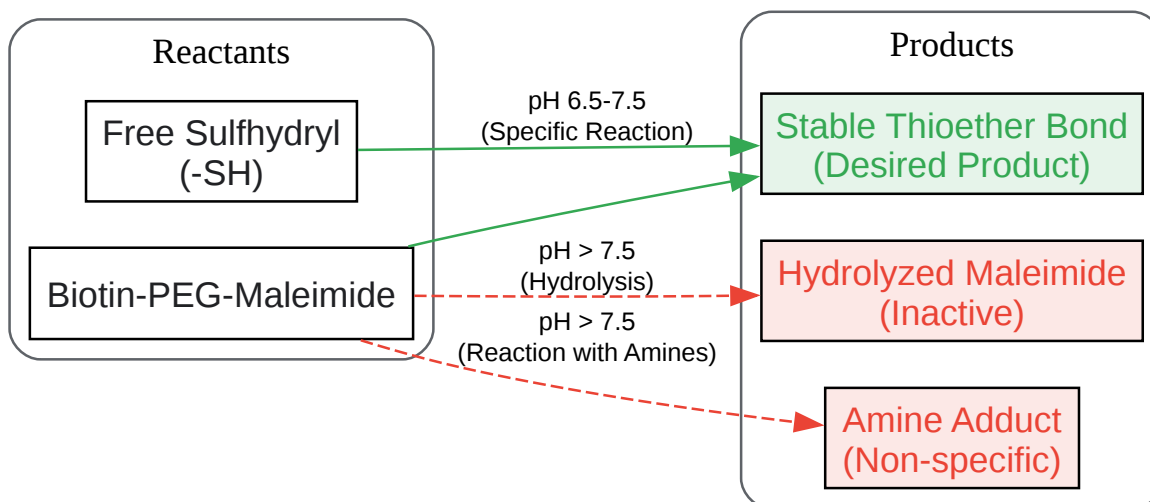 Reactants
Products
Free Sulfhydryl
(-SH)
pH 6.5-7.5
(Specific Reaction)
Stable Thioether Bond
(Desired Product)
Biotin-PEG-Maleimide
pH > 7.5
(Hydrolysis)
Hydrolyzed Maleimide
(Inactive)
pH > 7.5
(Reaction with Amines)
Amine Adduct
(Non-specific)